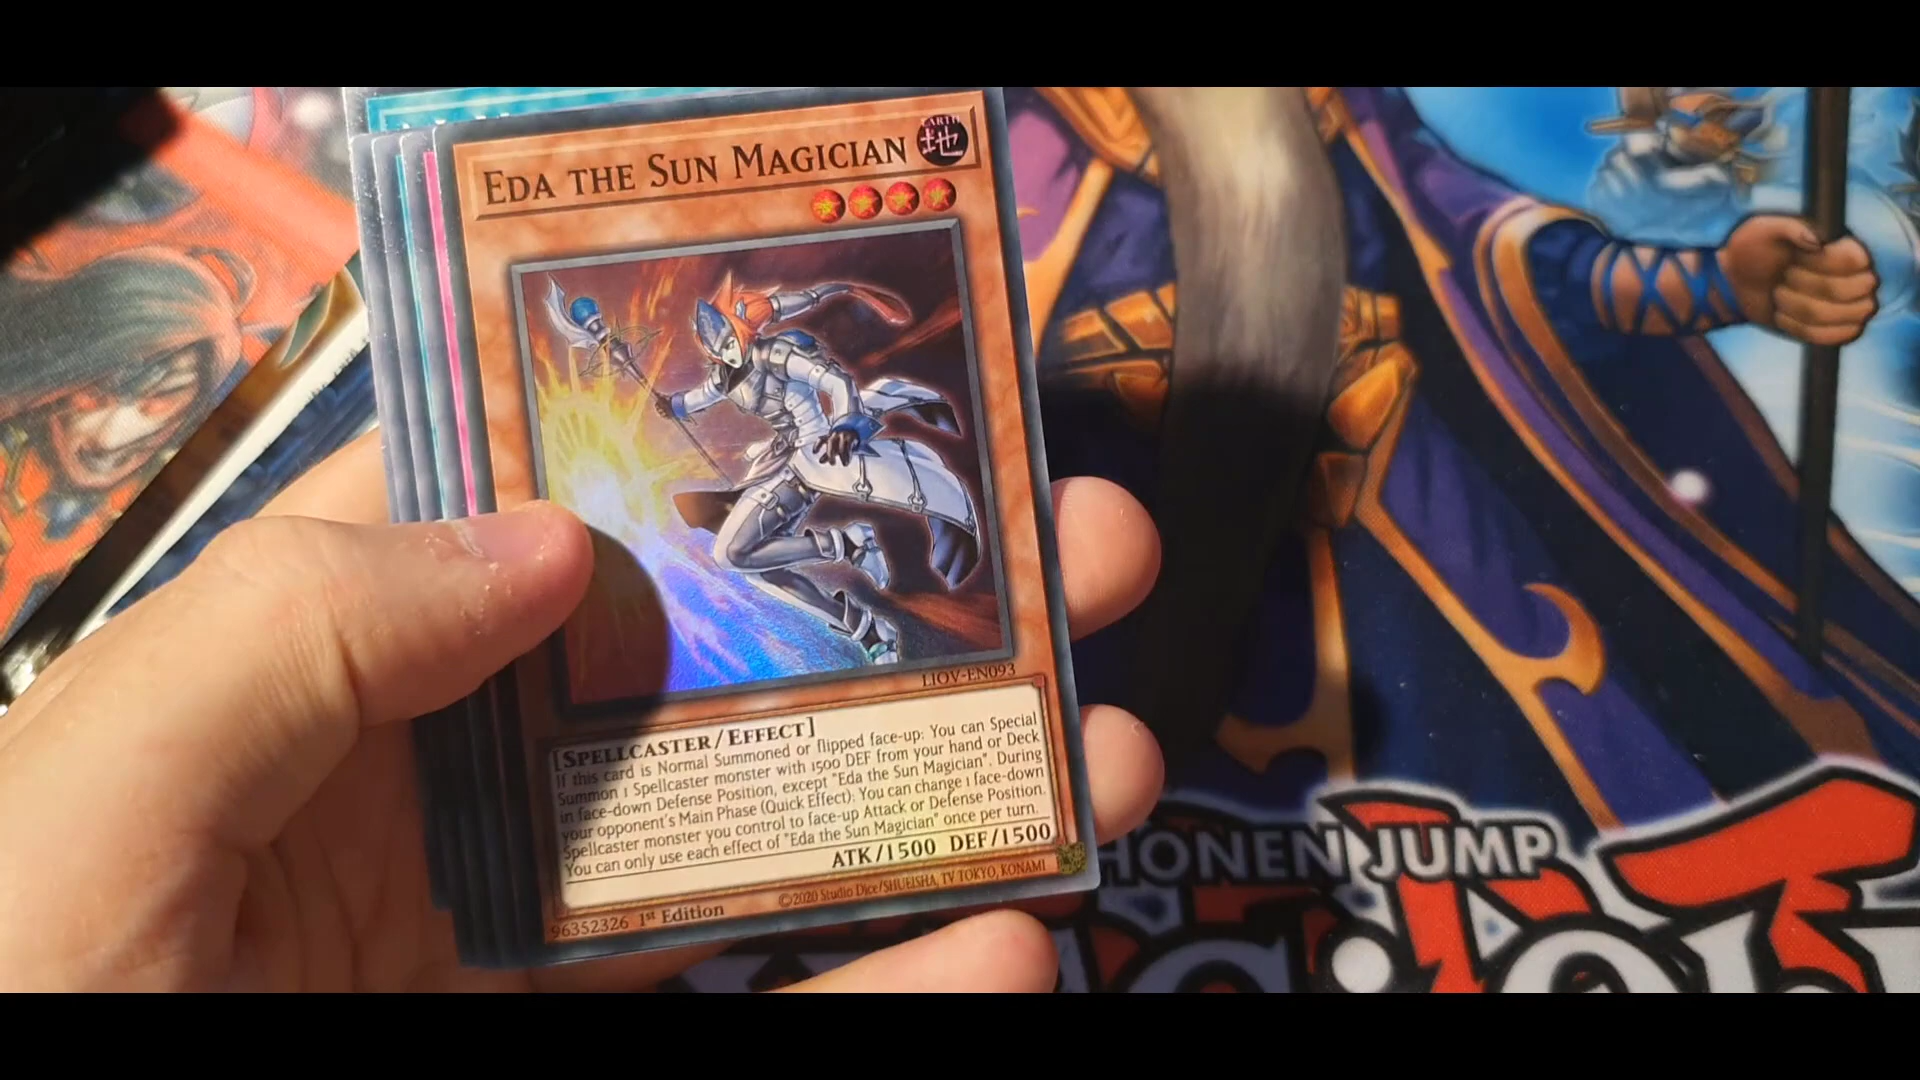 EDA THE SUN MAGICIAN
EARTH
地
LIOV-EN093
[SPELLCASTER/EFFECT]
If this card is Normal Summoned or flipped face-up: You can Special
Summon 1 Spellcaster monster with 1500 DEF from your hand or Deck
in face-down Defense Position, except "Eda the Sun Magician". During
your opponent's Main Phase (Quick Effect): You can change 1 face-down
Spellcaster monster you control to face-up Attack or Defense Position.
You can only use each effect of "Eda the Sun Magician" once per turn.
ATK/1500 DEF/1500
96352326 1st Edition
©2020 Studio Dice/SHUEISHA, TV TOKYO, KONAMI
HONEN JUMP